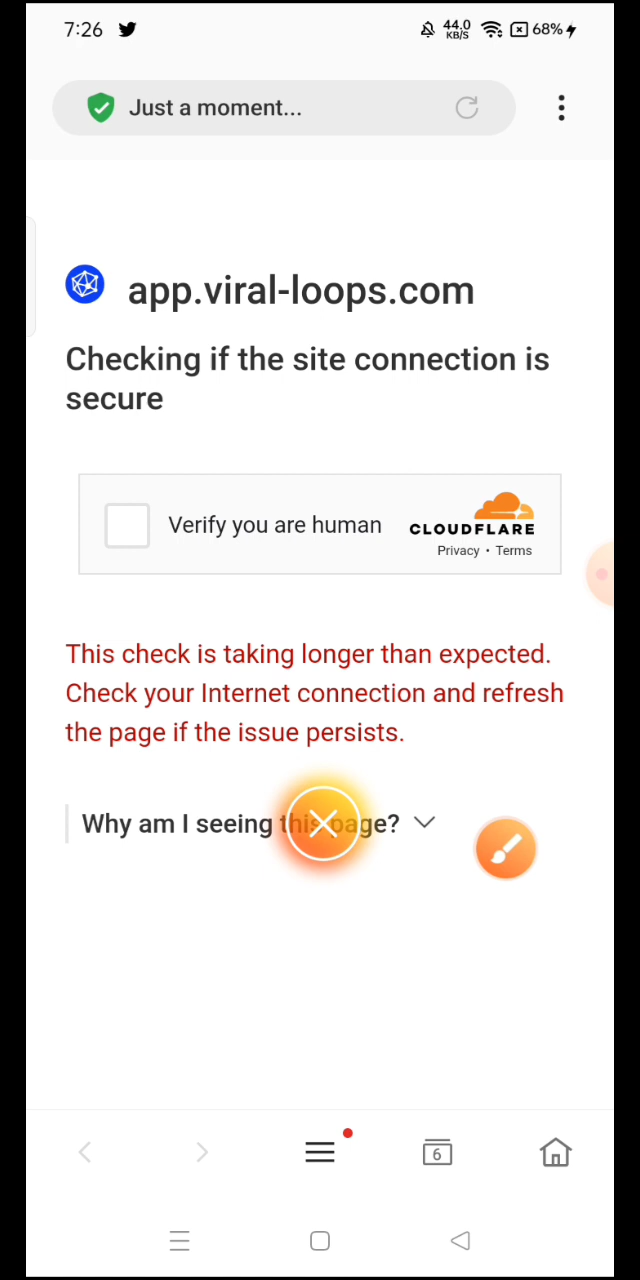 7:26
44.0
KB/S
68%
Just a moment...
app.viral-loops.com
Checking if the site connection is
secure
Verify you are human
CLOUDFLARE
Privacy • Terms
This check is taking longer than expected.
Check your Internet connection and refresh
the page if the issue persists.
Why am I seeing this page?
6